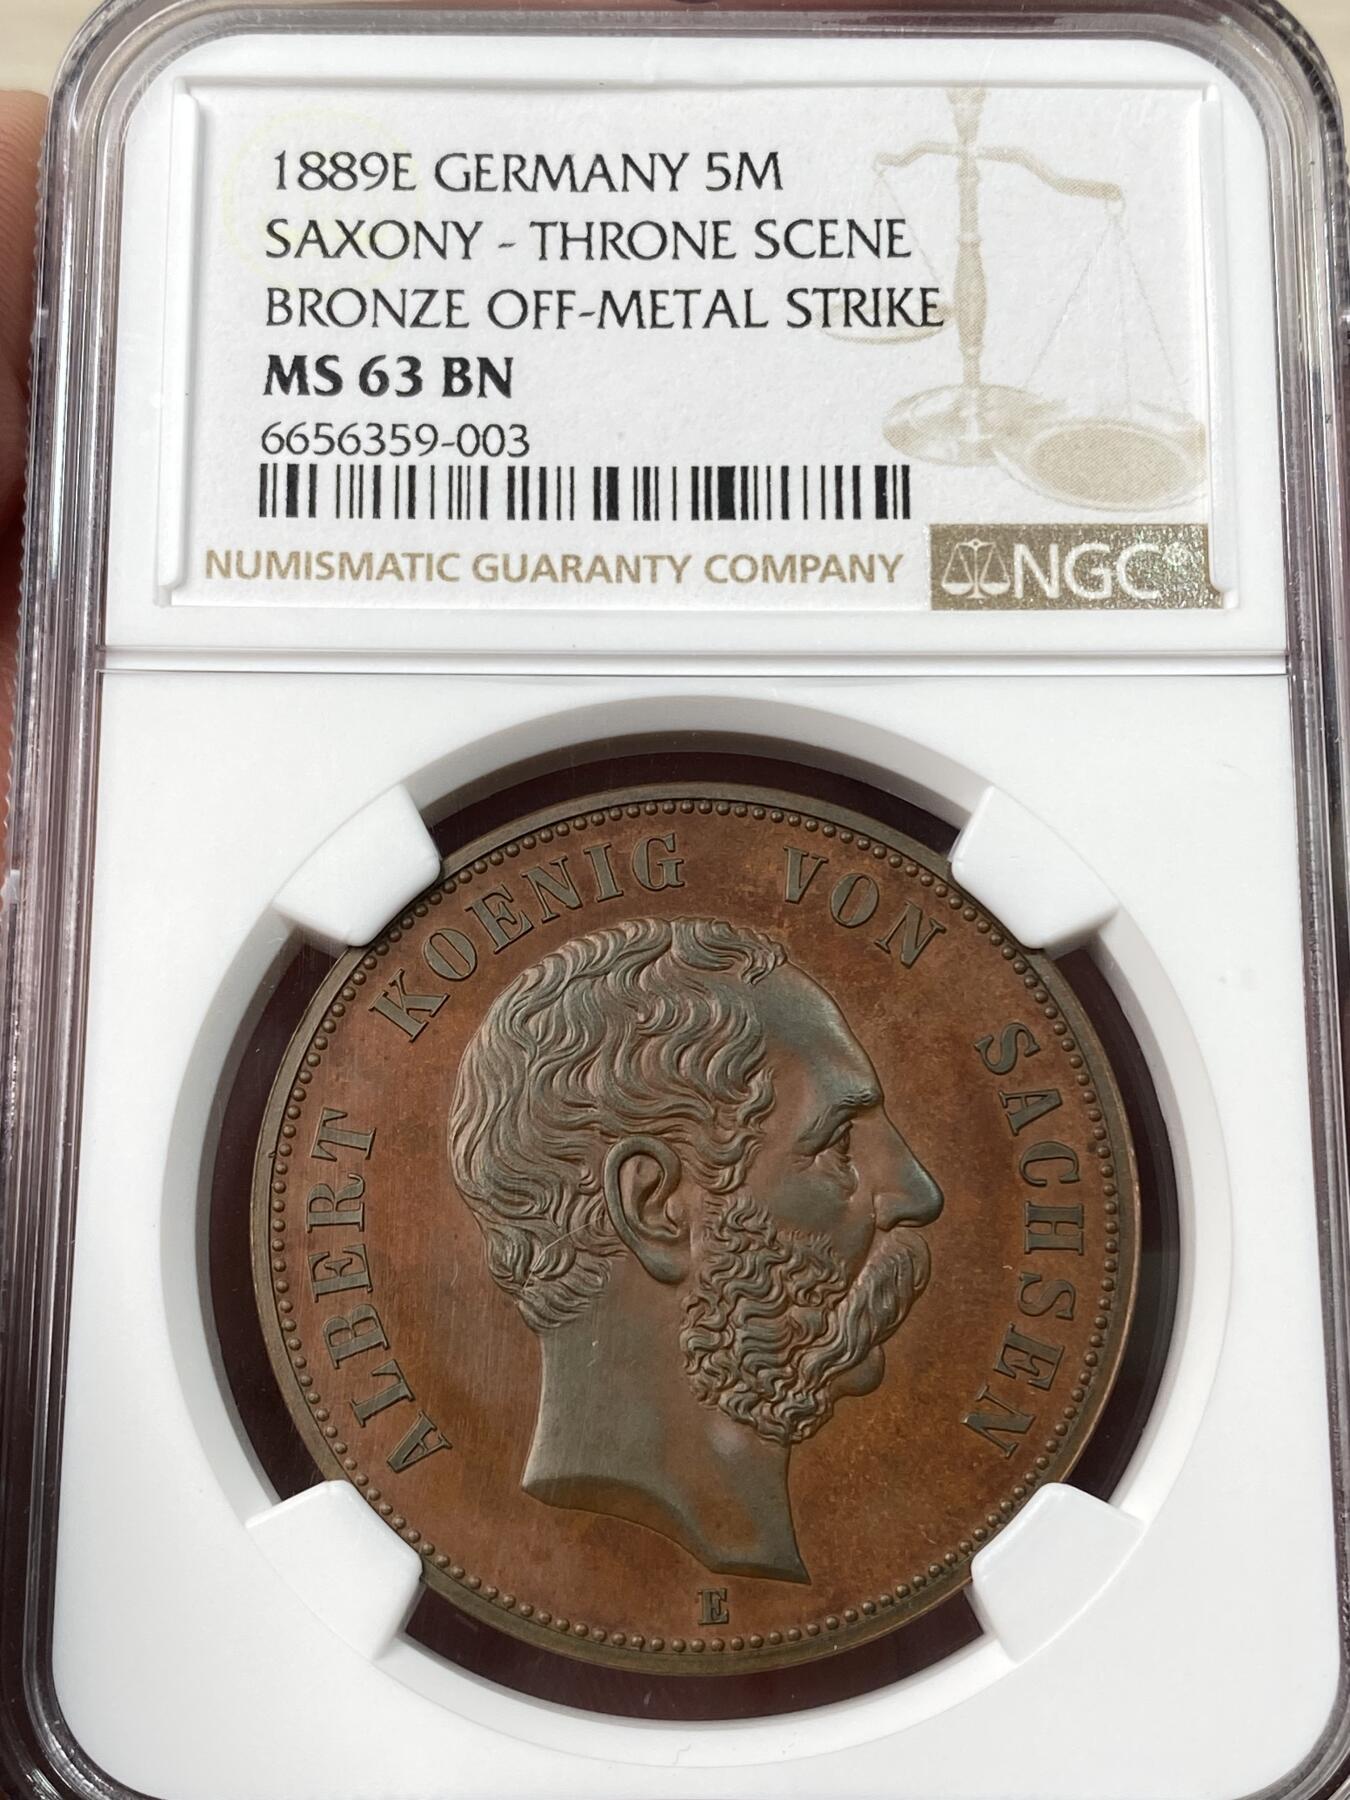 1889E GERMANY 5M
SAXONY - THRONE SCENE
BRONZE OFF-METAL STRIKE
MS 63 BN
6656359-003
NUMISMATIC GUARANTY COMPANY
NGC®
ALBERT KOENIG VON SACHSEN
E